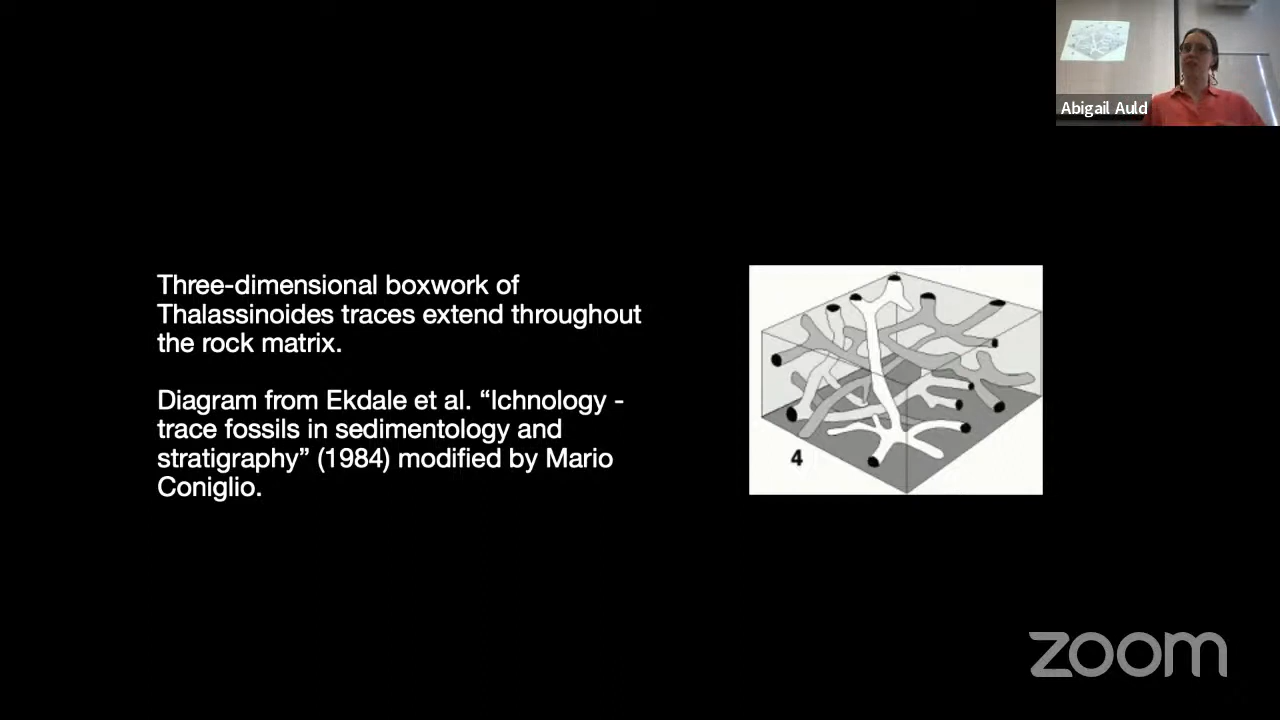 Abigail Auld
Three-dimensional boxwork of
Thalassinoides traces extend throughout
the rock matrix.
Diagram from Ekdale et al. “Ichnology -
trace fossils in sedimentology and
stratigraphy” (1984) modified by Mario
Coniglio.
4
zoom